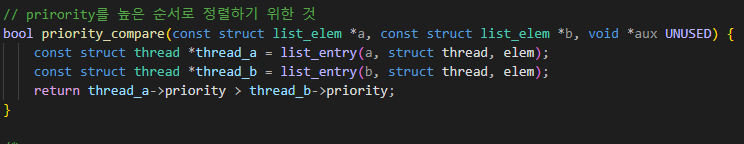 // prirority를 높은 순서로 정렬하기 위한 것
bool priority_compare(const struct list_elem *a, const struct list_elem *b, void *aux UNUSED) {
    const struct thread *thread_a = list_entry(a, struct thread, elem);
    const struct thread *thread_b = list_entry(b, struct thread, elem);
    return thread_a->priority > thread_b->priority;
}